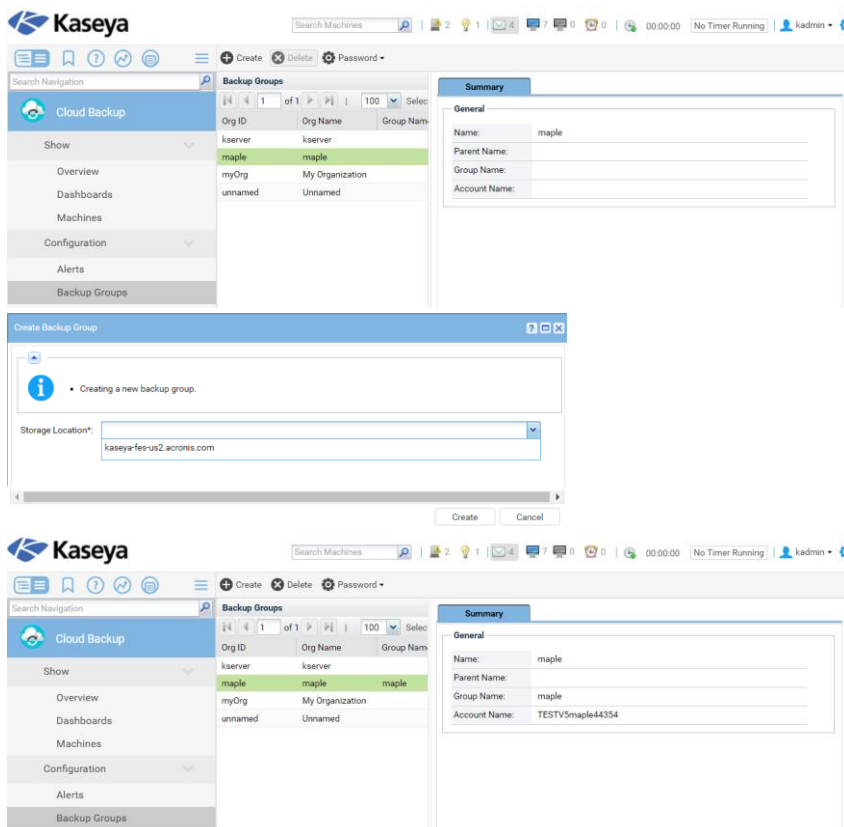 Kaseya
Search Machines
2 1 4 7 0 0 00:00:00 No Timer Running kadmin
Create Delete Password
Search Navigation
Backup Groups
Summary
Cloud Backup
1 of 1 100 Selec
General
Org ID Org Name Group Nam
Name: maple
Show
kserver kserver
Parent Name:
maple maple
Group Name:
Overview
myOrg My Organization
Account Name:
Dashboards
unnamed Unnamed
Machines
Configuration
Alerts
Backup Groups
Create Backup Group
Creating a new backup group.
Storage Location*:
kaseya-fes-us2.acronis.com
Create Cancel
Kaseya
Search Machines
2 1 4 7 0 0 00:00:00 No Timer Running kadmin
Create Delete Password
Search Navigation
Backup Groups
Summary
Cloud Backup
1 of 1 100 Selec
General
Org ID Org Name Group Nam
Name: maple
Show
kserver kserver
Parent Name:
maple maple maple
Group Name: maple
Overview
myOrg My Organization
Account Name: TESTV5maple44354
Dashboards
unnamed Unnamed
Machines
Configuration
Alerts
Backup Groups